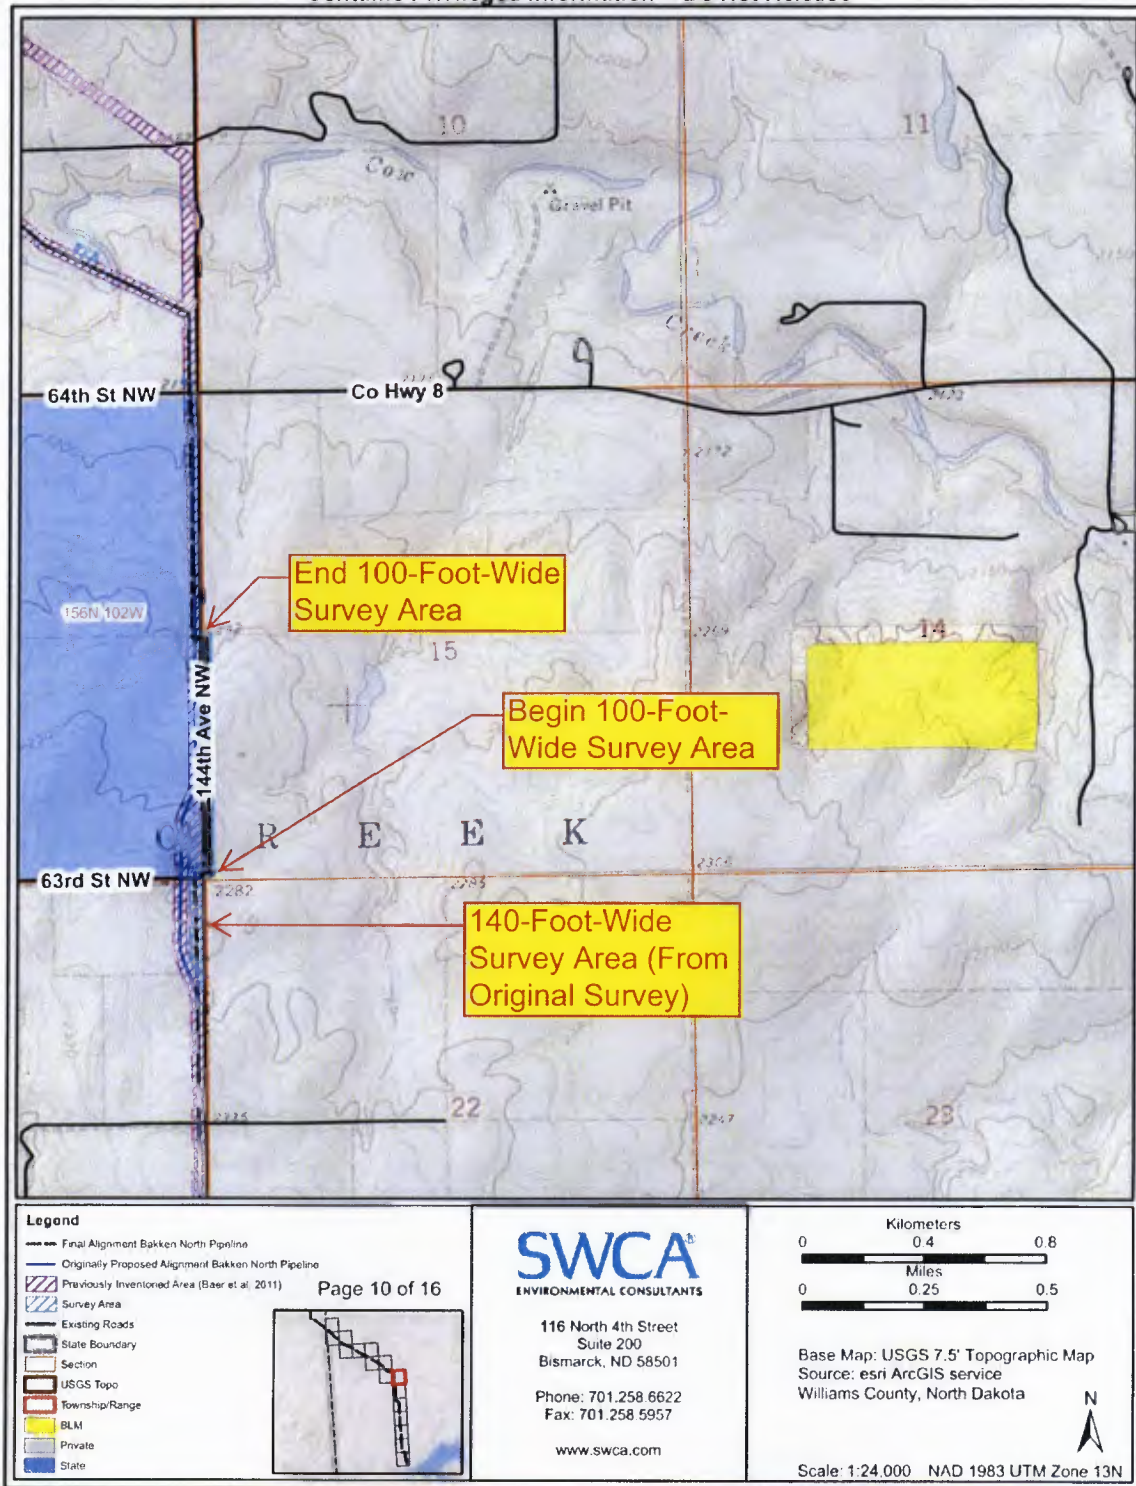 Contains Privileged Information - Do Not Release
10
11
Cow
Gravel Pit
Creek
64th St NW
Co Hwy 8
End 100-Foot-Wide
Survey Area
156N 102W
15
14
144th Ave NW
Begin 100-Foot-
Wide Survey Area
C R E E K
63rd St NW
2282
140-Foot-Wide
Survey Area (From
Original Survey)
22
23
Legend
Final Alignment Bakken North Pipeline
Originally Proposed Alignment Bakken North Pipeline
Previously Inventoried Area (Baer et al. 2011)
Survey Area
Existing Roads
State Boundary
Section
USGS Topo
Township/Range
BLM
Private
State
Page 10 of 16
SWCA
ENVIRONMENTAL CONSULTANTS
116 North 4th Street
Suite 200
Bismarck, ND 58501
Phone: 701.258.6622
Fax: 701.258.5957
www.swca.com
Kilometers
0 0.4 0.8
Miles
0 0.25 0.5
Base Map: USGS 7.5' Topographic Map
Source: esri ArcGIS service
Williams County, North Dakota
N
Scale: 1:24,000 NAD 1983 UTM Zone 13N